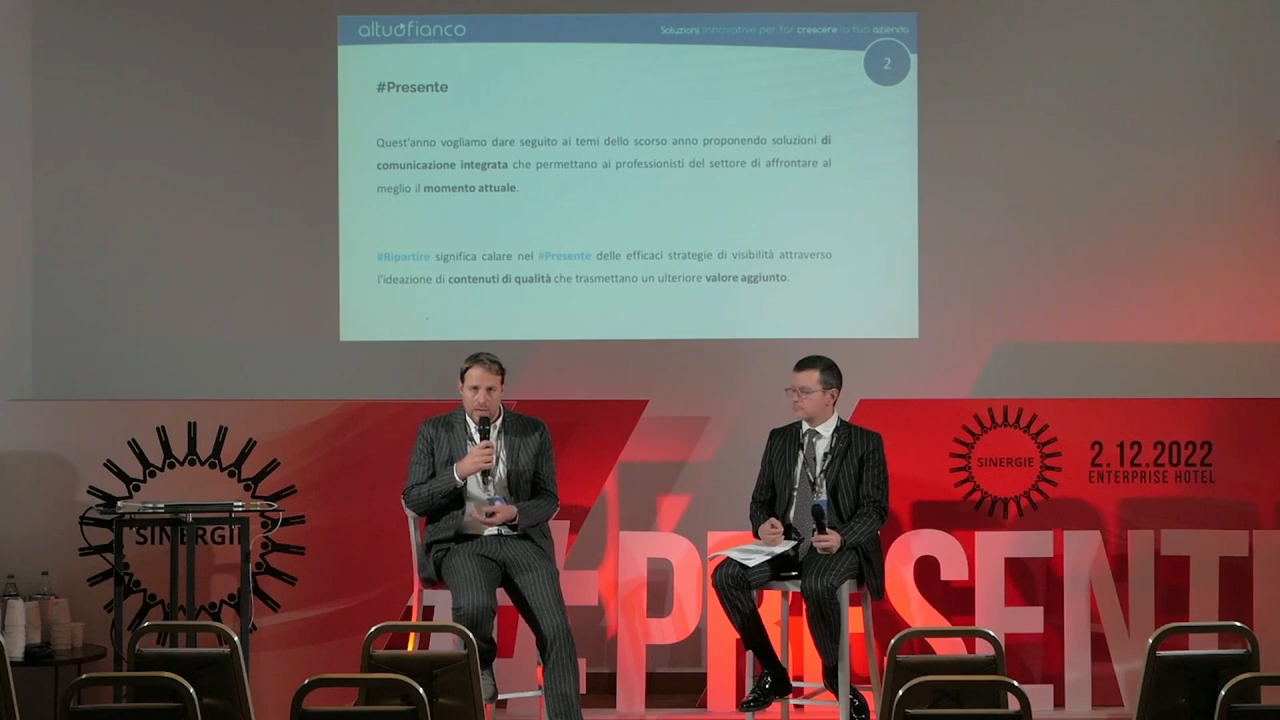 altuofianco
Soluzioni innovative per far crescere la tua azienda
2
#Presente
Quest'anno vogliamo dare seguito ai temi dello scorso anno proponendo soluzioni di
comunicazione integrata che permettano ai professionisti del settore di affrontare al
meglio il momento attuale.
#Ripartire significa calare nel #Presente delle efficaci strategie di visibilità attraverso
l'ideazione di contenuti di qualità che trasmettano un ulteriore valore aggiunto.
SINERGIE
SINERGIE
2.12.2022
ENTERPRISE HOTEL
#PRESENTE